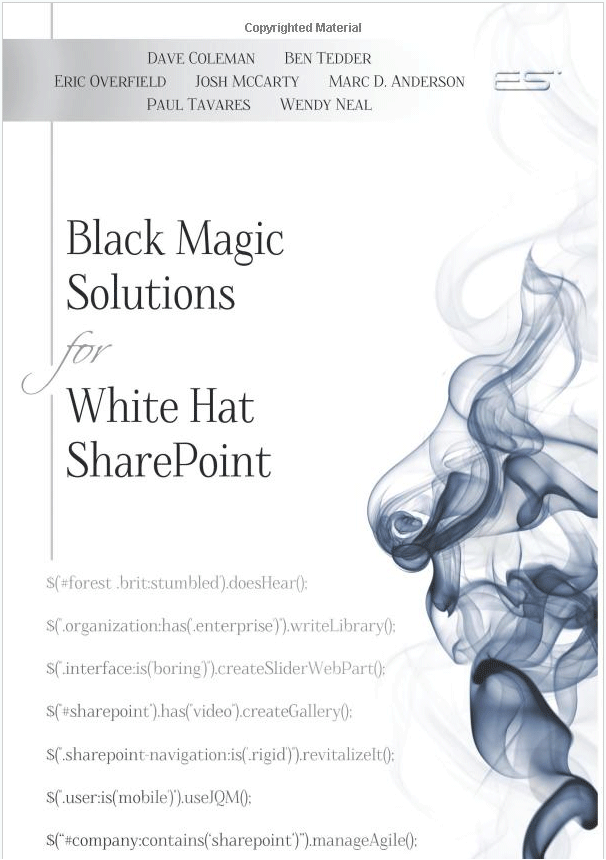 Copyrighted Material
DAVE COLEMAN BEN TEDDER
ERIC OVERFIELD JOSH MCCARTY MARC D. ANDERSON
PAUL TAVARES WENDY NEAL
ES
Black Magic
Solutions
for
White Hat
SharePoint
$('#forest .brit:stumbled').doesHear();
$('.organization:has(.enterprise)').writeLibrary();
$('.interface:is('boring')').createSliderWebPart();
$('#sharepoint').has('video').createGallery();
$('.sharepoint-navigation:is(.rigid')').revitalizeIt();
$('.user:is('mobile')').useJQM();
$("#company:contains('sharepoint')").manageAgile();